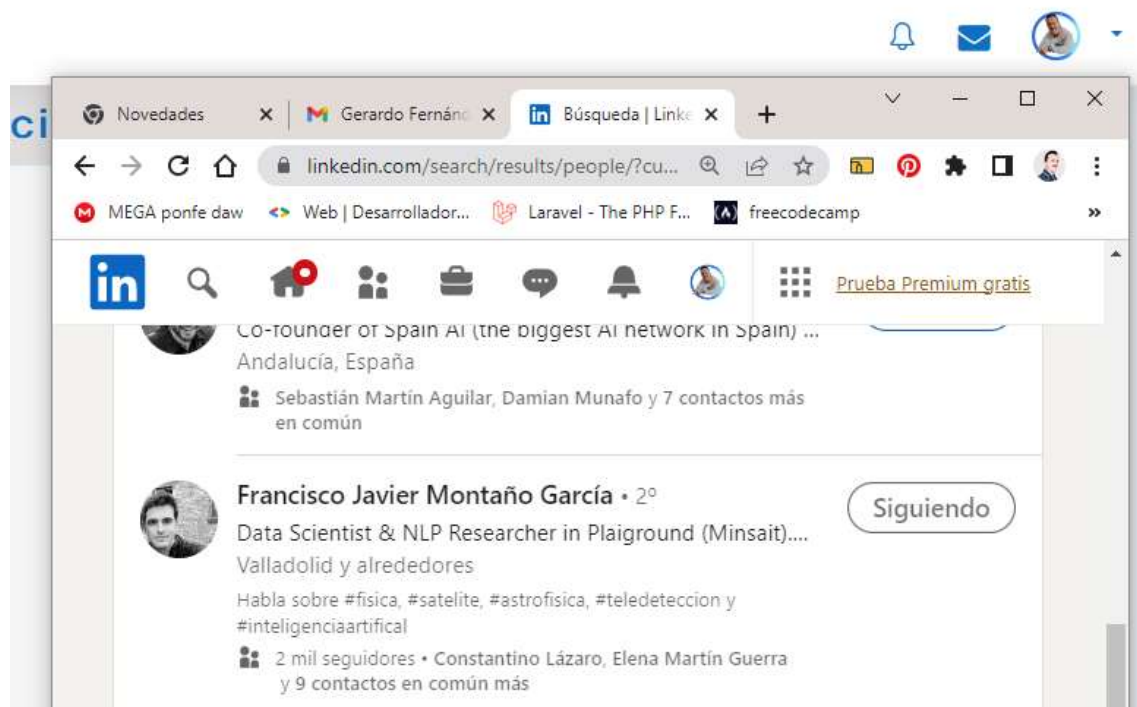 ci
Novedades
Gerardo Fernánd
Búsqueda | Linke
linkedin.com/search/results/people/?cu...
MEGA ponfe daw
Web | Desarrollador...
Laravel - The PHP F...
freecodecamp
»
in
Prueba Premium gratis
Co-founder of Spain AI (the biggest AI network in Spain) ...
Andalucía, España
Sebastián Martín Aguilar, Damian Munafo y 7 contactos más
en común
Francisco Javier Montaño García • 2º
Siguiendo
Data Scientist & NLP Researcher in Plaiground (Minsait)....
Valladolid y alrededores
Habla sobre #fisica, #satelite, #astrofisica, #teledeteccion y
#inteligenciaartifical
2 mil seguidores • Constantino Lázaro, Elena Martín Guerra
y 9 contactos en común más